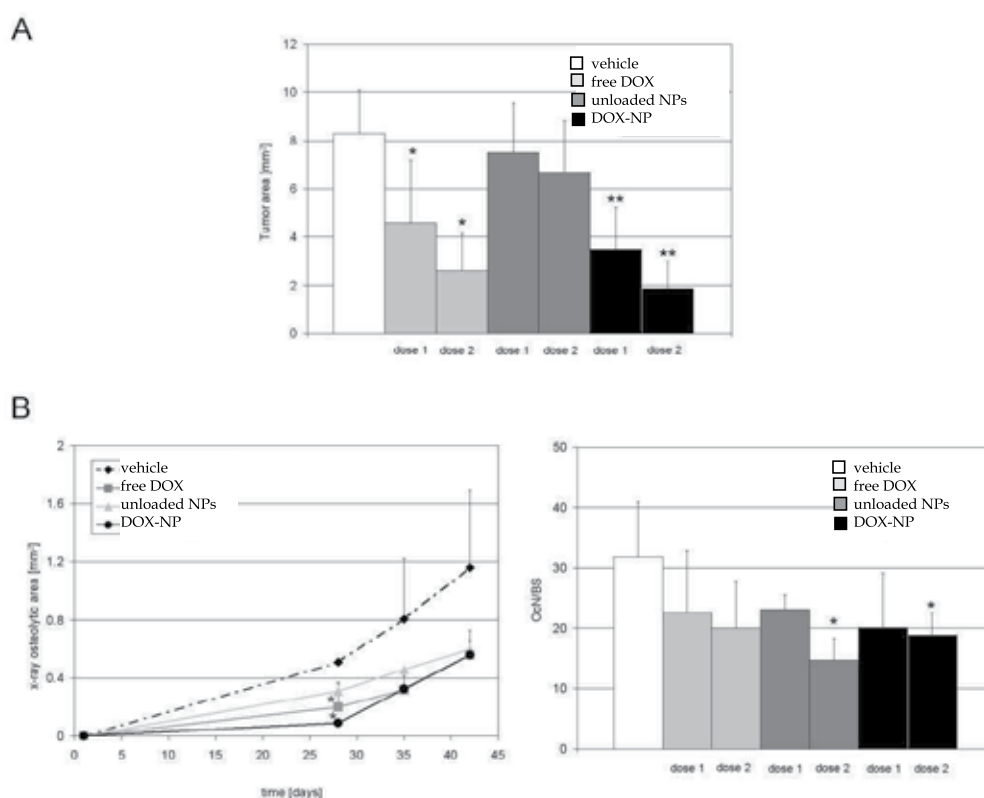 A
12
10
8
6
4
2
0
Tumor area [mm²]
vehicle
free DOX
unloaded NPs
DOX-NP
*
*
**
**
dose 1 dose 2 dose 1 dose 2 dose 1 dose 2
B
2
1.6
1.2
0.8
0.4
0
x-ray osteolytic area [mm²]
vehicle
free DOX
unloaded NPs
DOX-NP
*
*
0 5 10 15 20 25 30 35 40 45
time [days]
50
40
30
20
10
0
OcN/BS
vehicle
free DOX
unloaded NPs
DOX-NP
*
*
dose 1 dose 2 dose 1 dose 2 dose 1 dose 2